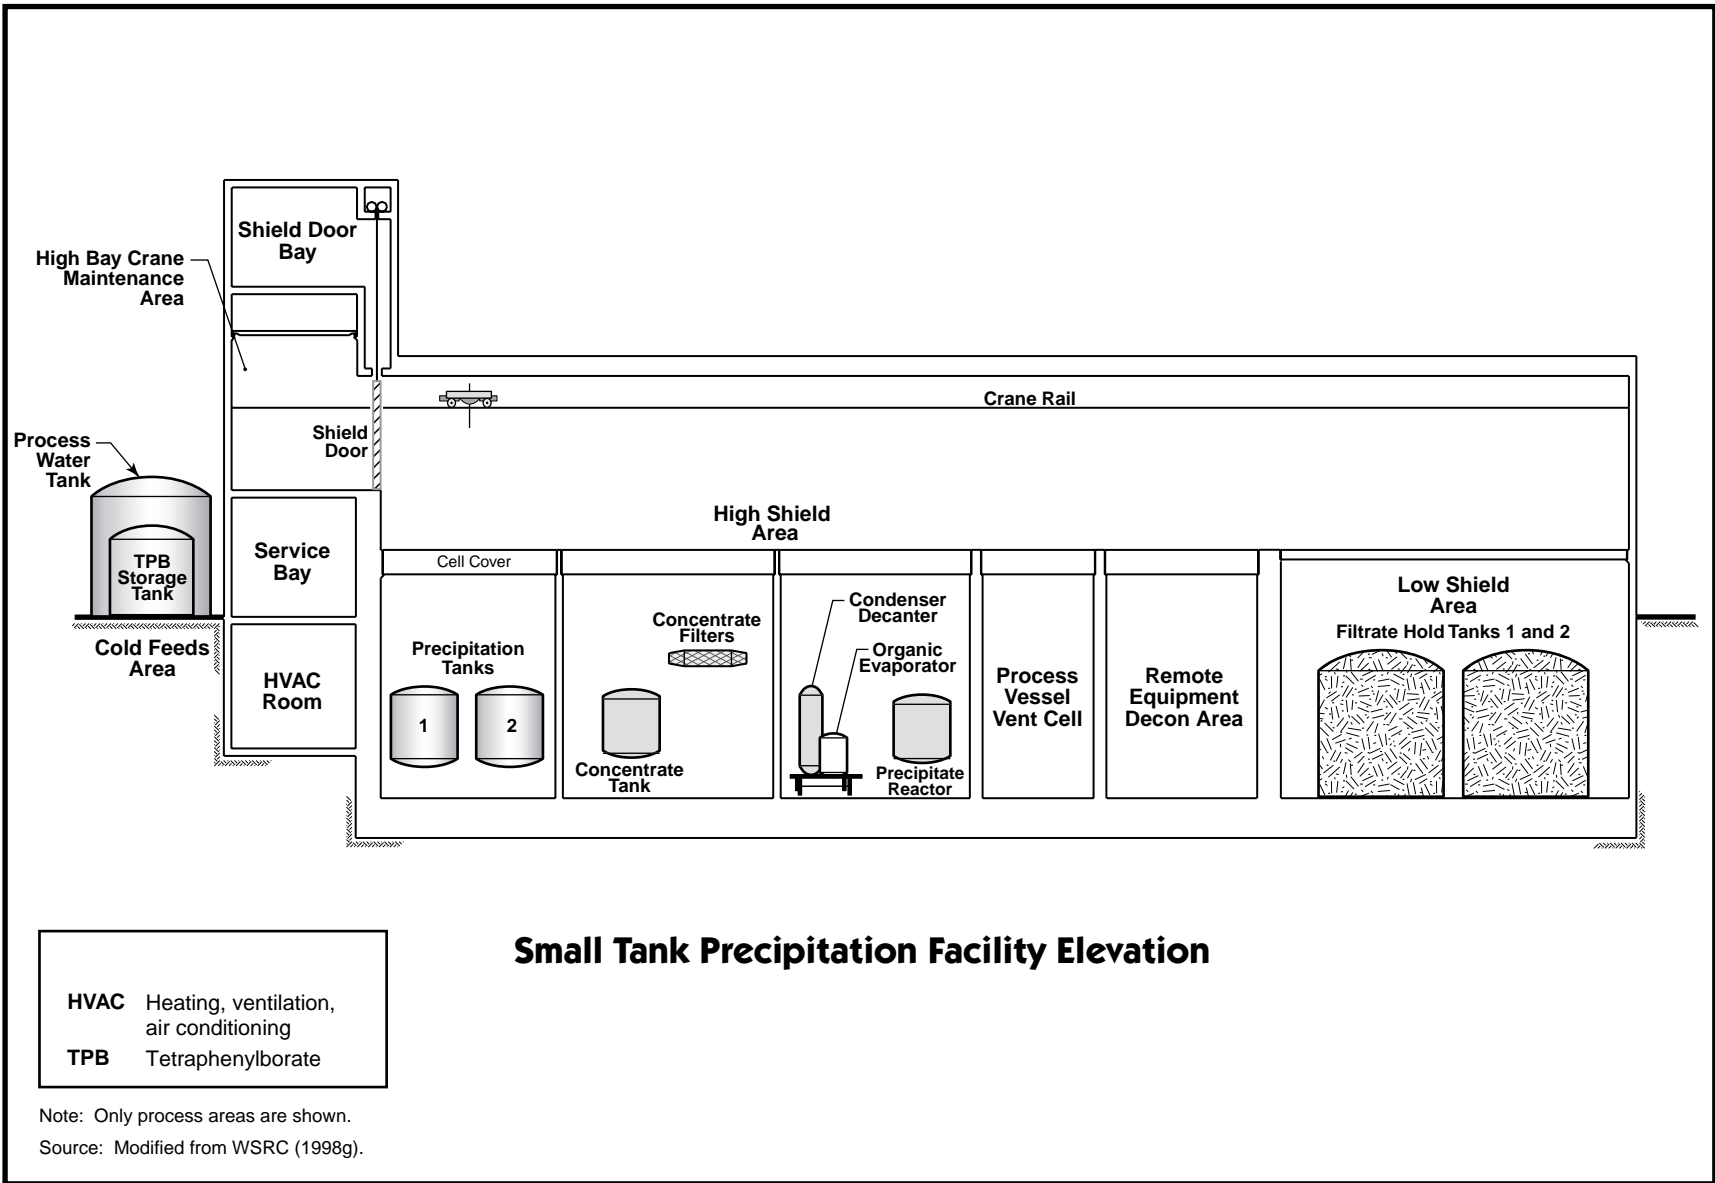 Shield Door
Bay
High Bay Crane
Maintenance
Area
Crane Rail
Shield
Door
Process
Water
Tank
High Shield
Area
TPB
Storage
Tank
Service
Bay
Cell Cover
Cold Feeds
Area
HVAC
Room
Precipitation
Tanks
1
2
Concentrate
Filters
Concentrate
Tank
Condenser
Decanter
Organic
Evaporator
Precipitate
Reactor
Process
Vessel
Vent Cell
Remote
Equipment
Decon Area
Low Shield
Area
Filtrate Hold Tanks 1 and 2
Small Tank Precipitation Facility Elevation
HVAC Heating, ventilation,
air conditioning
TPB Tetraphenylborate
Note: Only process areas are shown.
Source: Modified from WSRC (1998g).